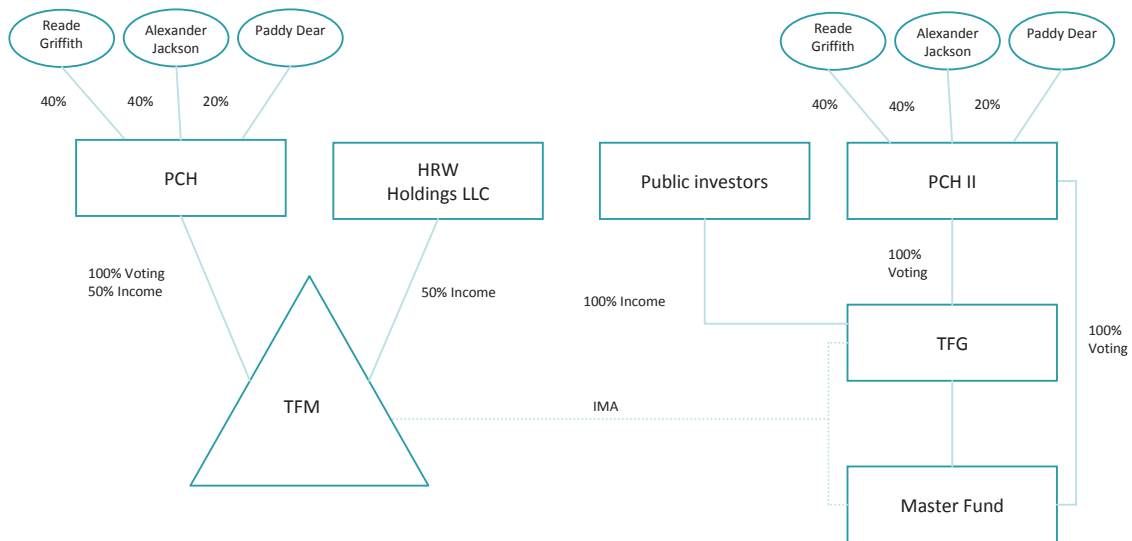 Reade
Griffith
Alexander
Jackson
Paddy Dear
40%
40%
20%
PCH
HRW
Holdings LLC
100% Voting
50% Income
50% Income
TFM
IMA
Reade
Griffith
Alexander
Jackson
Paddy Dear
40%
40%
20%
Public investors
PCH II
100%
Voting
100% Income
TFG
100%
Voting
Master Fund